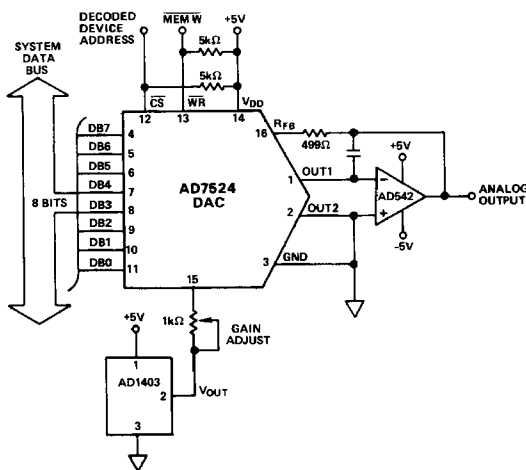 DECODED
DEVICE
ADDRESS
MEMW
+5V
SYSTEM
DATA
BUS
5kΩ
5kΩ
CS
WR
VDD
12
13
14
16
RFB
499Ω
DB7
4
DB6
5
DB5
6
DB4
7
8 BITS
DB3
8
DB2
9
DB1
10
DB0
11
AD7524
DAC
1
OUT1
2
OUT2
3
GND
+5V
−
AD542
+
-5V
ANALOG
OUTPUT
15
1kΩ
GAIN
ADJUST
+5V
1
AD1403
2
VOUT
3